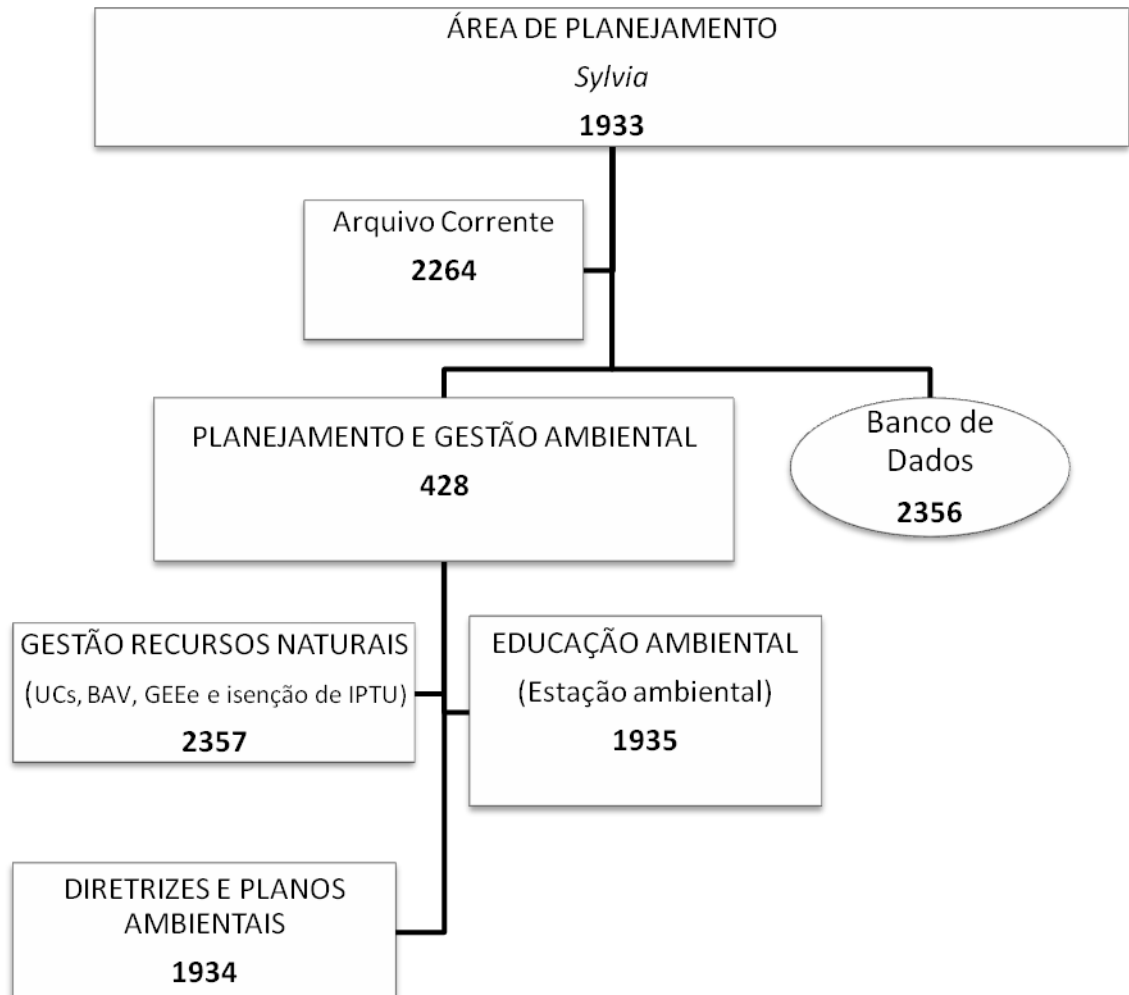 ÁREA DE PLANEJAMENTO
Sylvia
1933
Arquivo Corrente
2264
PLANEJAMENTO E GESTÃO AMBIENTAL
428
Banco de
Dados
2356
GESTÃO RECURSOS NATURAIS
(UCs, BAV, GEEe e isenção de IPTU)
2357
EDUCAÇÃO AMBIENTAL
(Estação ambiental)
1935
DIRETRIZES E PLANOS
AMBIENTAIS
1934